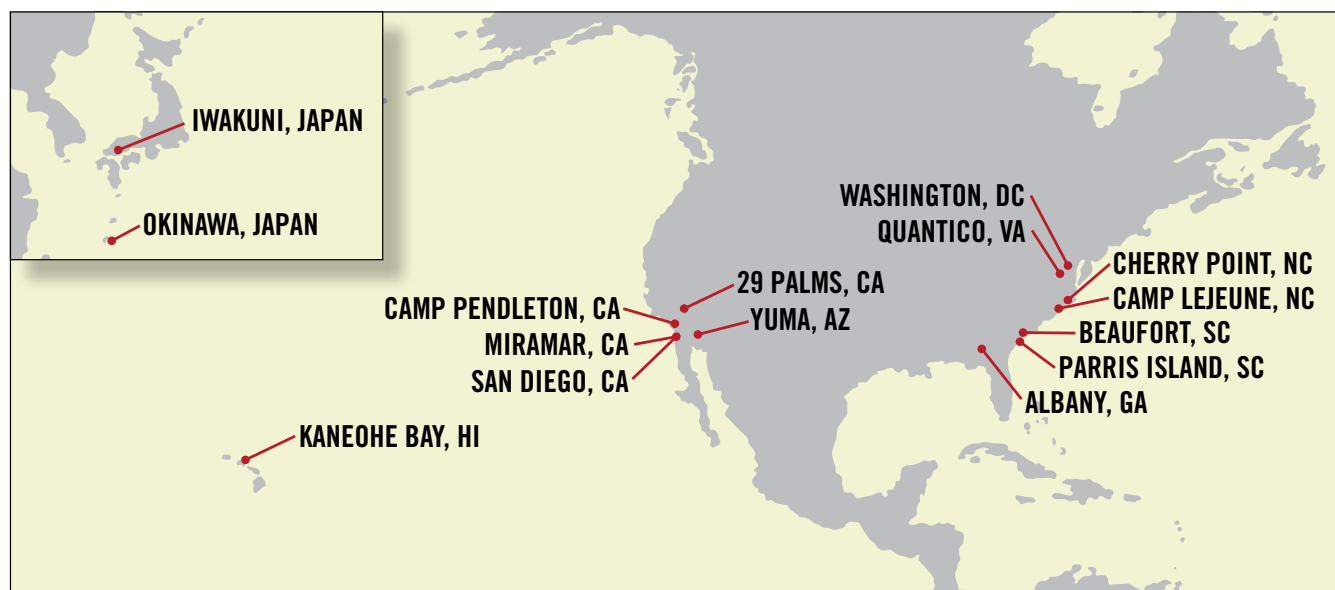 IWAKUNI, JAPAN
OKINAWA, JAPAN
WASHINGTON, DC
QUANTICO, VA
CHERRY POINT, NC
29 PALMS, CA
CAMP LEJEUNE, NC
CAMP PENDLETON, CA
YUMA, AZ
BEAUFORT, SC
MIRAMAR, CA
PARRIS ISLAND, SC
SAN DIEGO, CA
ALBANY, GA
KANEOHE BAY, HI